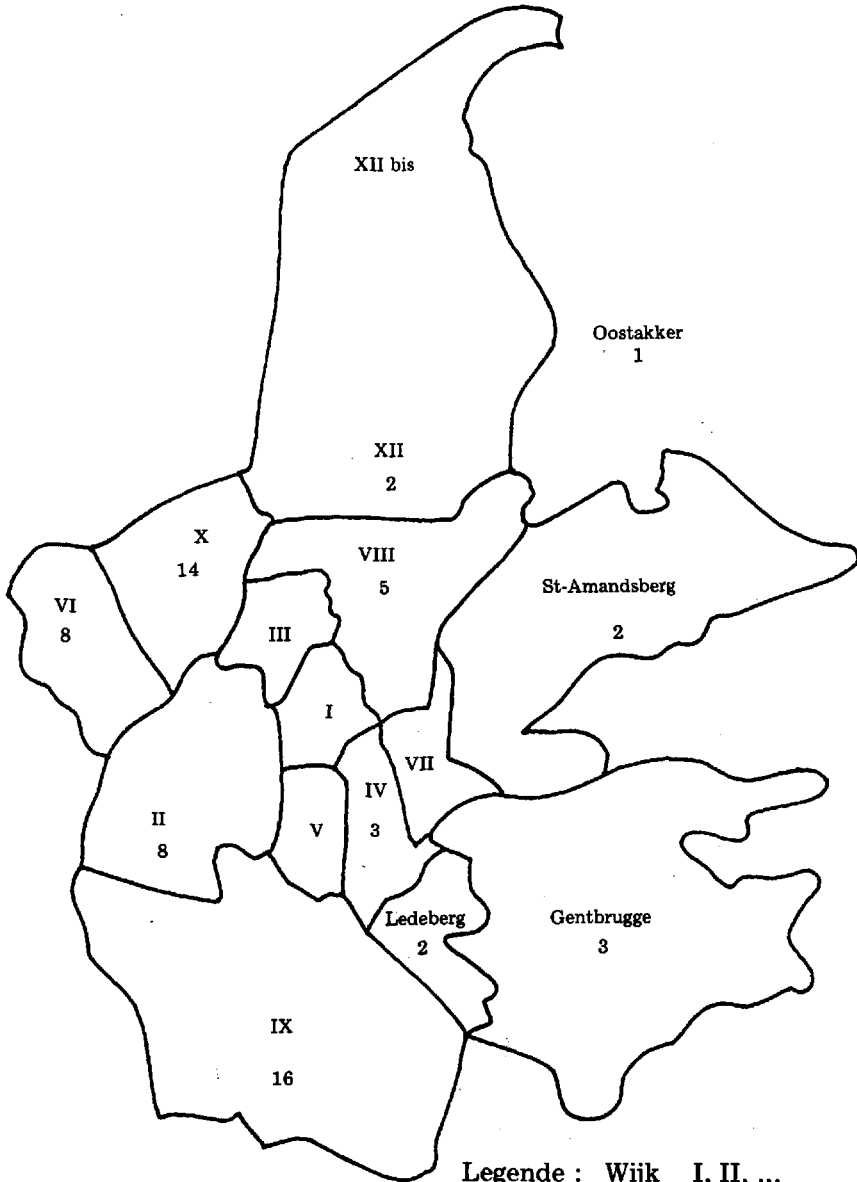 XII bis
Oostakker
1
XII
2
X
14
VIII
5
VI
8
III
St-Amandsberg
2
I
VII
IV
3
II
8
V
Ledeberg
2
Gentbrugge
3
IX
16
Legende : Wijk I, II, ...